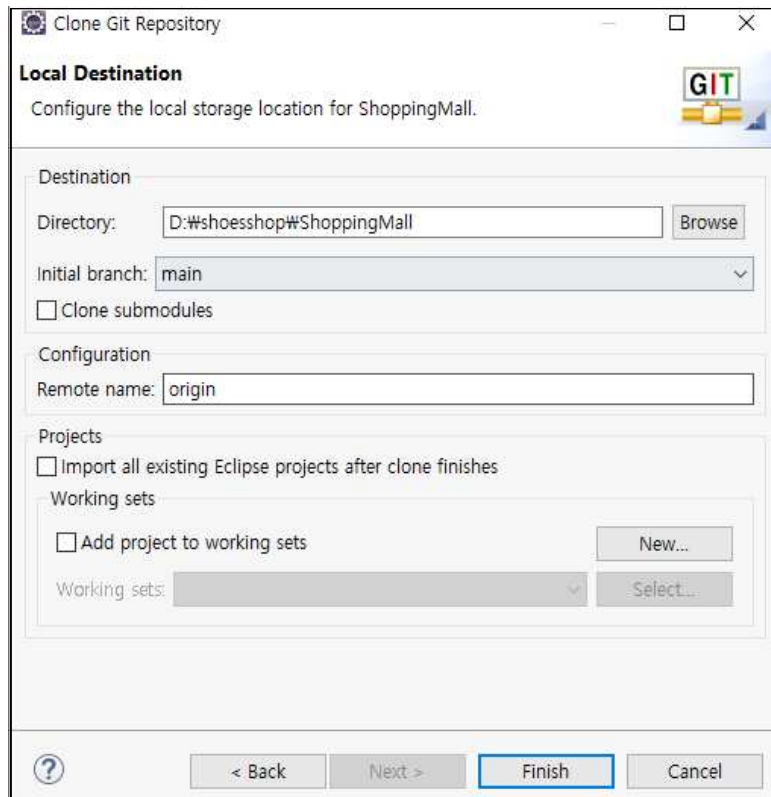 Clone Git Repository
Local Destination
Configure the local storage location for ShoppingMall.
GIT
Destination
Directory: D:₩shoesshop₩ShoppingMall Browse
Initial branch: main
Clone submodules
Configuration
Remote name: origin
Projects
Import all existing Eclipse projects after clone finishes
Working sets
Add project to working sets New...
Working sets: Select...
? < Back Next > Finish Cancel